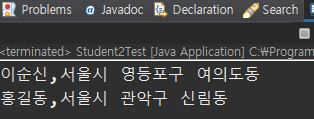 Problems @ Javadoc Declaration Search
<terminated> Student2Test [Java Application] C:₩Program
이순신,서울시 영등포구 여의도동
홍길동,서울시 관악구 신림동